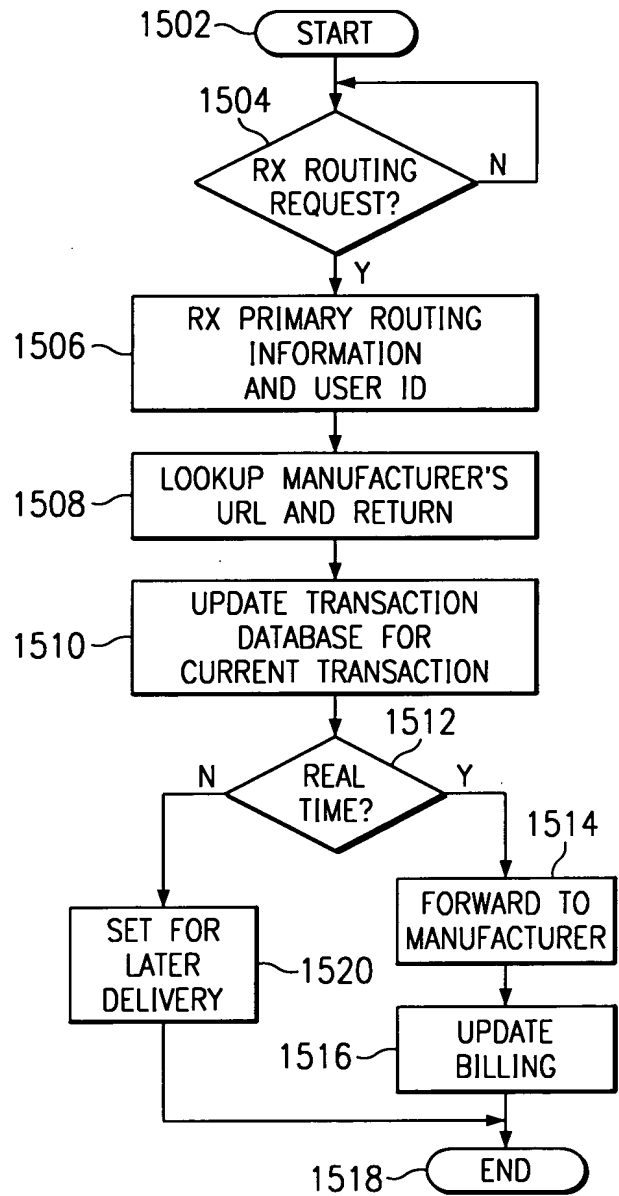 1502
START
1504
RX ROUTING
REQUEST?
N
Y
1506
RX PRIMARY ROUTING
INFORMATION
AND USER ID
1508
LOOKUP MANUFACTURER'S
URL AND RETURN
1510
UPDATE TRANSACTION
DATABASE FOR
CURRENT TRANSACTION
1512
N
REAL
TIME?
Y
1514
FORWARD TO
MANUFACTURER
SET FOR
LATER
DELIVERY
1520
1516
UPDATE
BILLING
1518
END